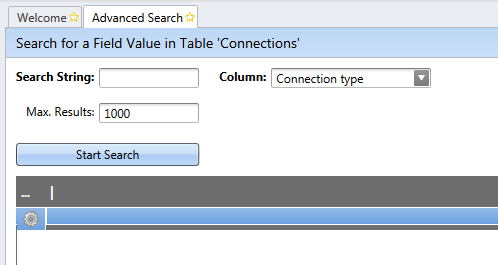 Welcome Advanced Search
Search for a Field Value in Table 'Connections'
Search String: Column: Connection type
Max. Results: 1000
Start Search
... |